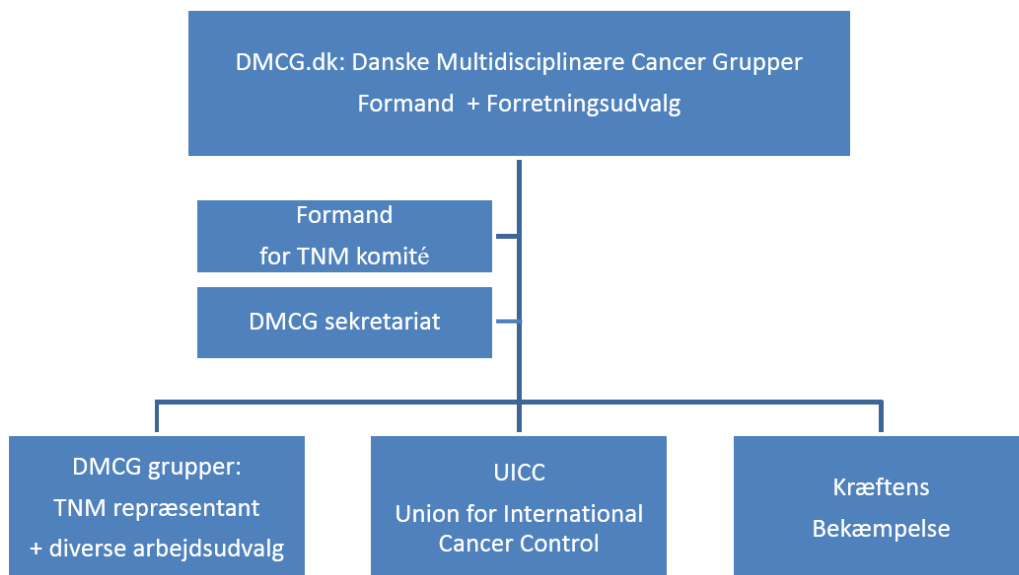 DMCG.dk: Danske Multidisciplinære Cancer Grupper
Formand + Forretningsudvalg
Formand
for TNM komité
DMCG sekretariat
DMCG grupper:
TNM repræsentant
+ diverse arbejdsudvalg
UICC
Union for International
Cancer Control
Kræftens
Bekæmpelse